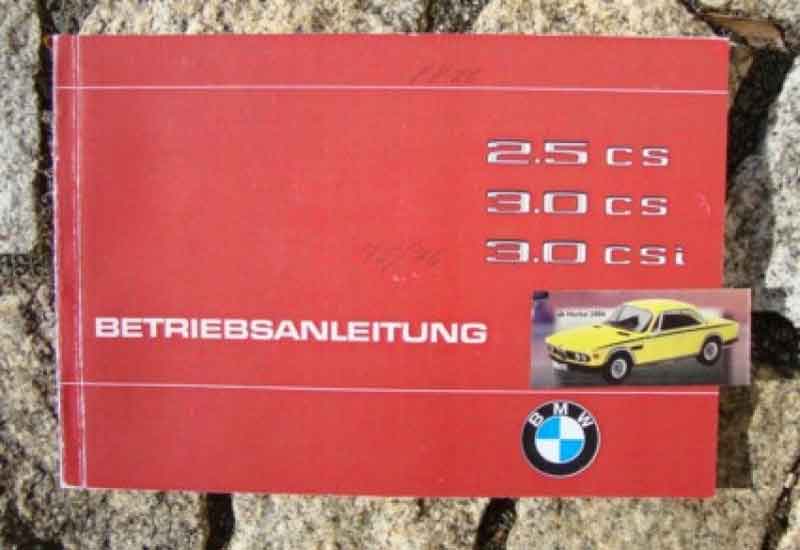 2.5 CS
3.0 CS
3.0 CSi
BETRIEBSANLEITUNG
BMW